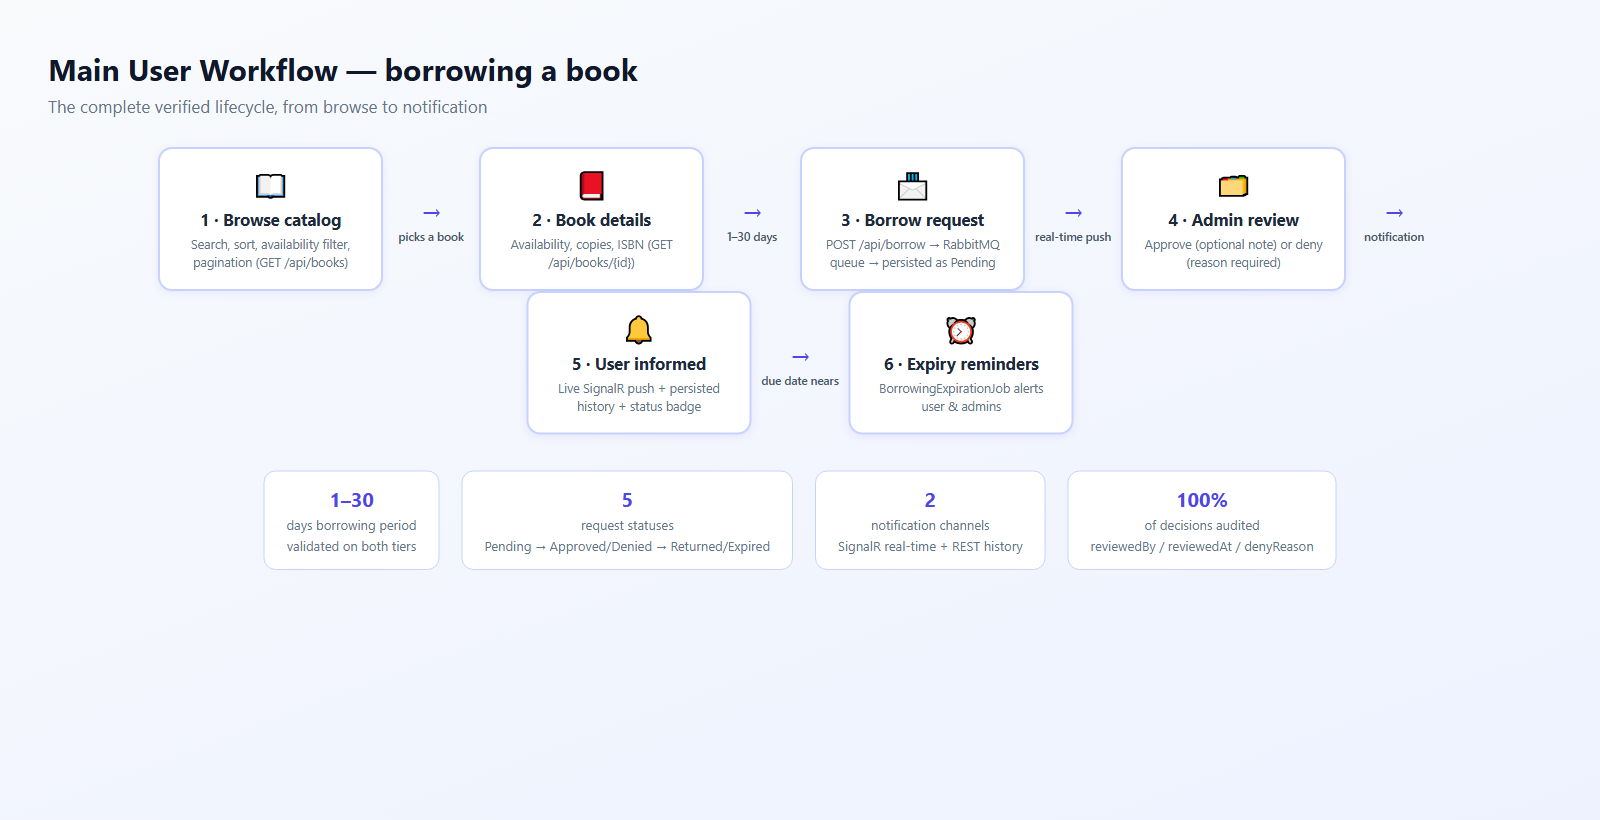 Main User Workflow — borrowing a book
The complete verified lifecycle, from browse to notification
1 · Browse catalog
Search, sort, availability filter,
pagination (GET /api/books)
→
picks a book
2 · Book details
Availability, copies, ISBN (GET
/api/books/{id})
→
1–30 days
3 · Borrow request
POST /api/borrow → RabbitMQ
queue → persisted as Pending
→
real-time push
4 · Admin review
Approve (optional note) or deny
(reason required)
→
notification
5 · User informed
Live SignalR push + persisted
history + status badge
→
due date nears
6 · Expiry reminders
BorrowingExpirationJob alerts
user & admins
1–30
days borrowing period
validated on both tiers
5
request statuses
Pending → Approved/Denied → Returned/Expired
2
notification channels
SignalR real-time + REST history
100%
of decisions audited
reviewedBy / reviewedAt / denyReason